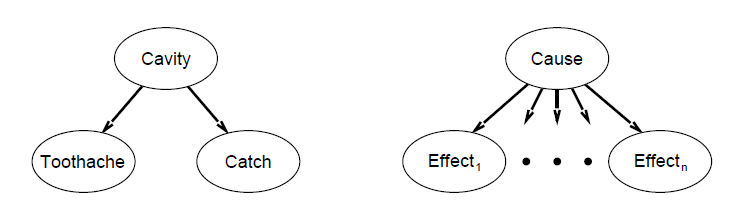 Cavity
Cause
Toothache
Catch
Effect1
Effectn